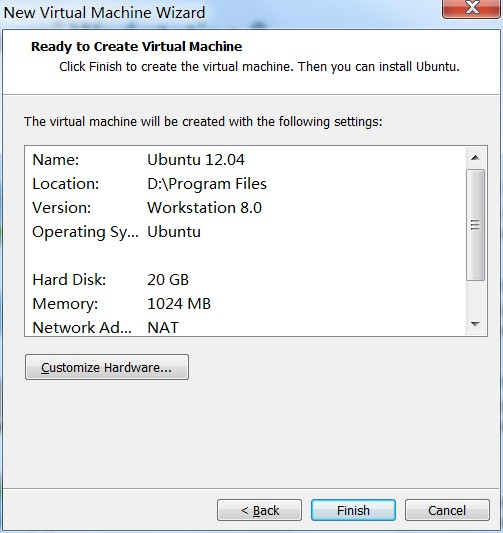 New Virtual Machine Wizard
Ready to Create Virtual Machine
Click Finish to create the virtual machine. Then you can install Ubuntu.
The virtual machine will be created with the following settings:
Name: Ubuntu 12.04
Location: D:\Program Files
Version: Workstation 8.0
Operating Sy... Ubuntu
Hard Disk: 20 GB
Memory: 1024 MB
Network Ad... NAT
Customize Hardware...
< Back Finish Cancel